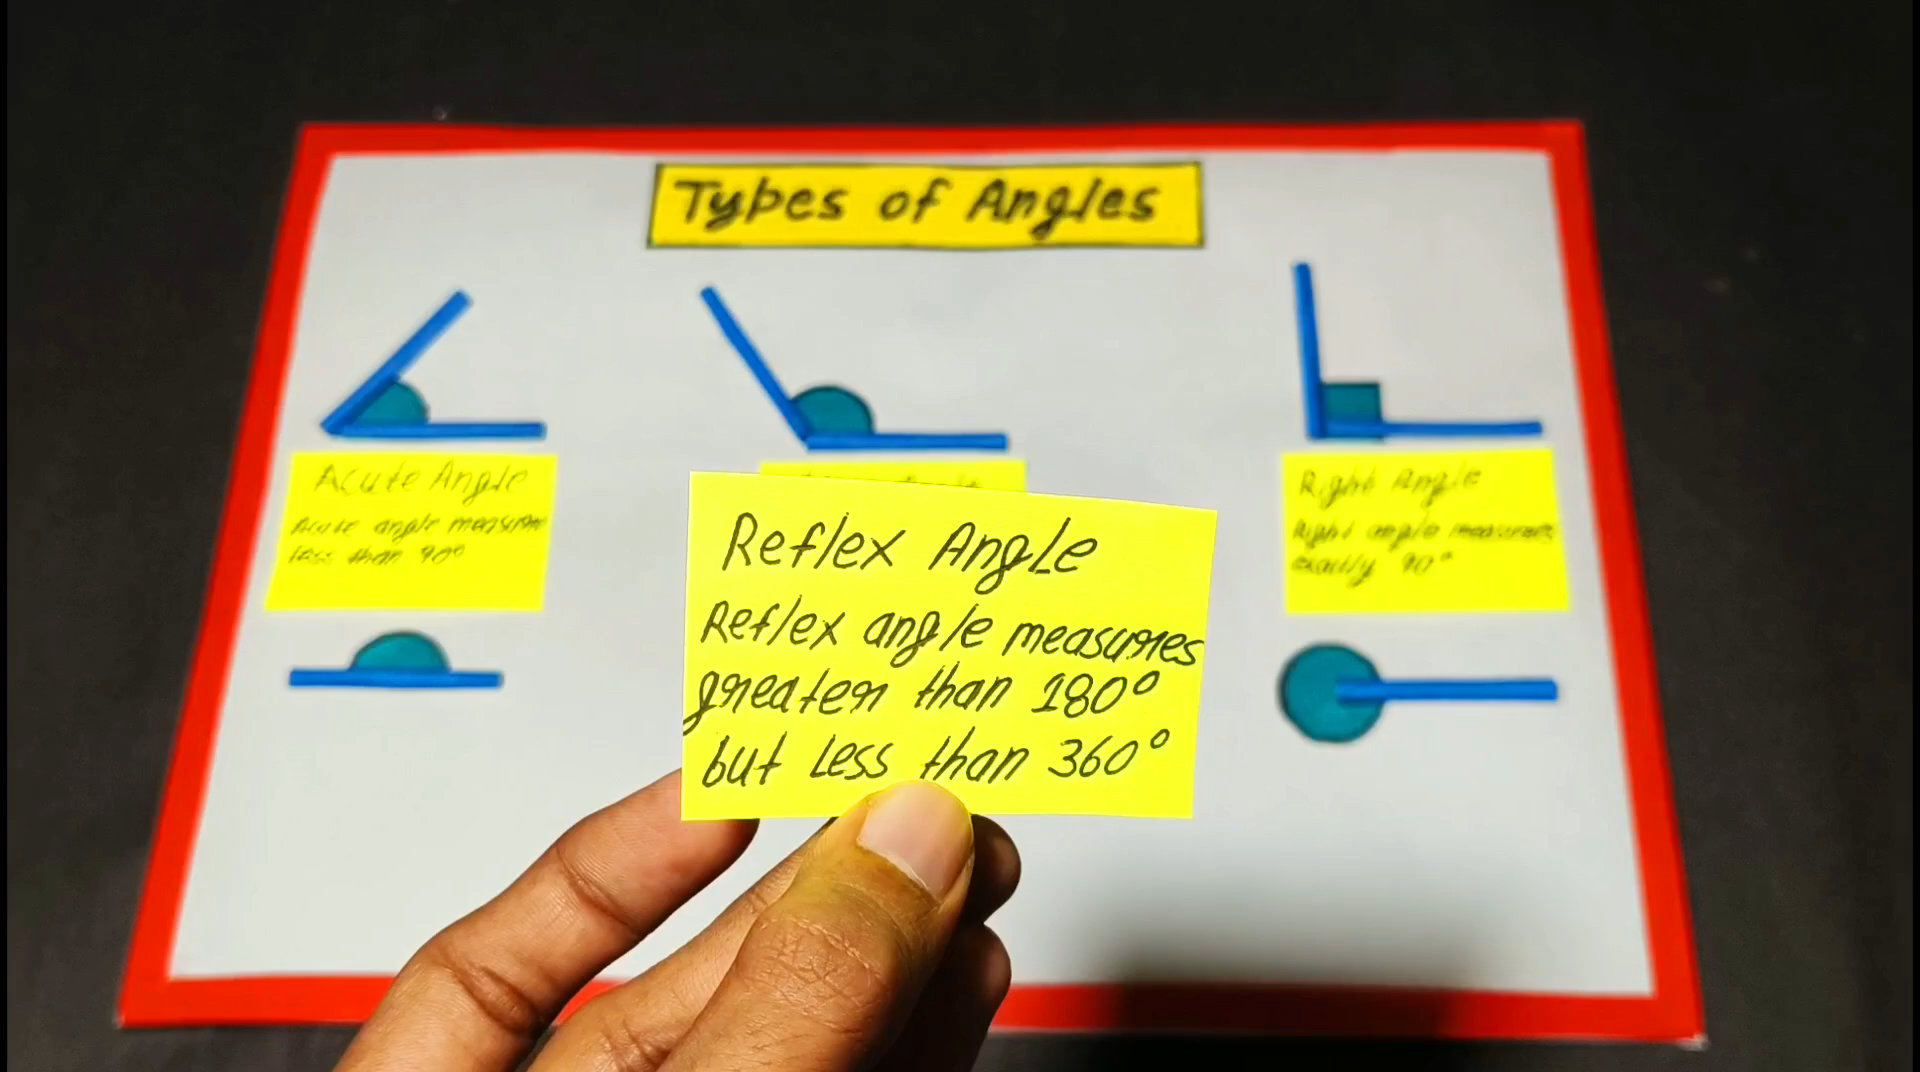 Types of Angles
Acute Angle
Acute angle measures
less than 90°
Right Angle
Right angle measures
exactly 90°
Reflex Angle
Reflex angle measures
greater than 180°
but Less than 360°